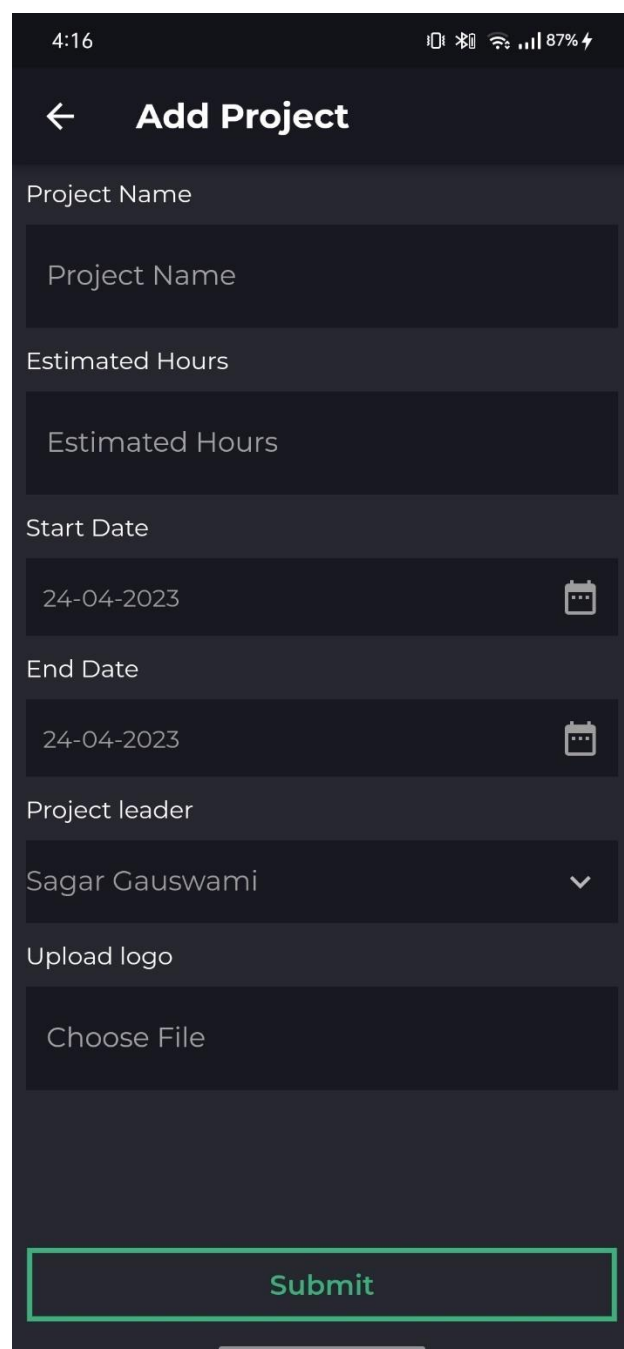 4:16
87%
Add Project
Project Name
Project Name
Estimated Hours
Estimated Hours
Start Date
24-04-2023
End Date
24-04-2023
Project leader
Sagar Gauswami
Upload logo
Choose File
Submit